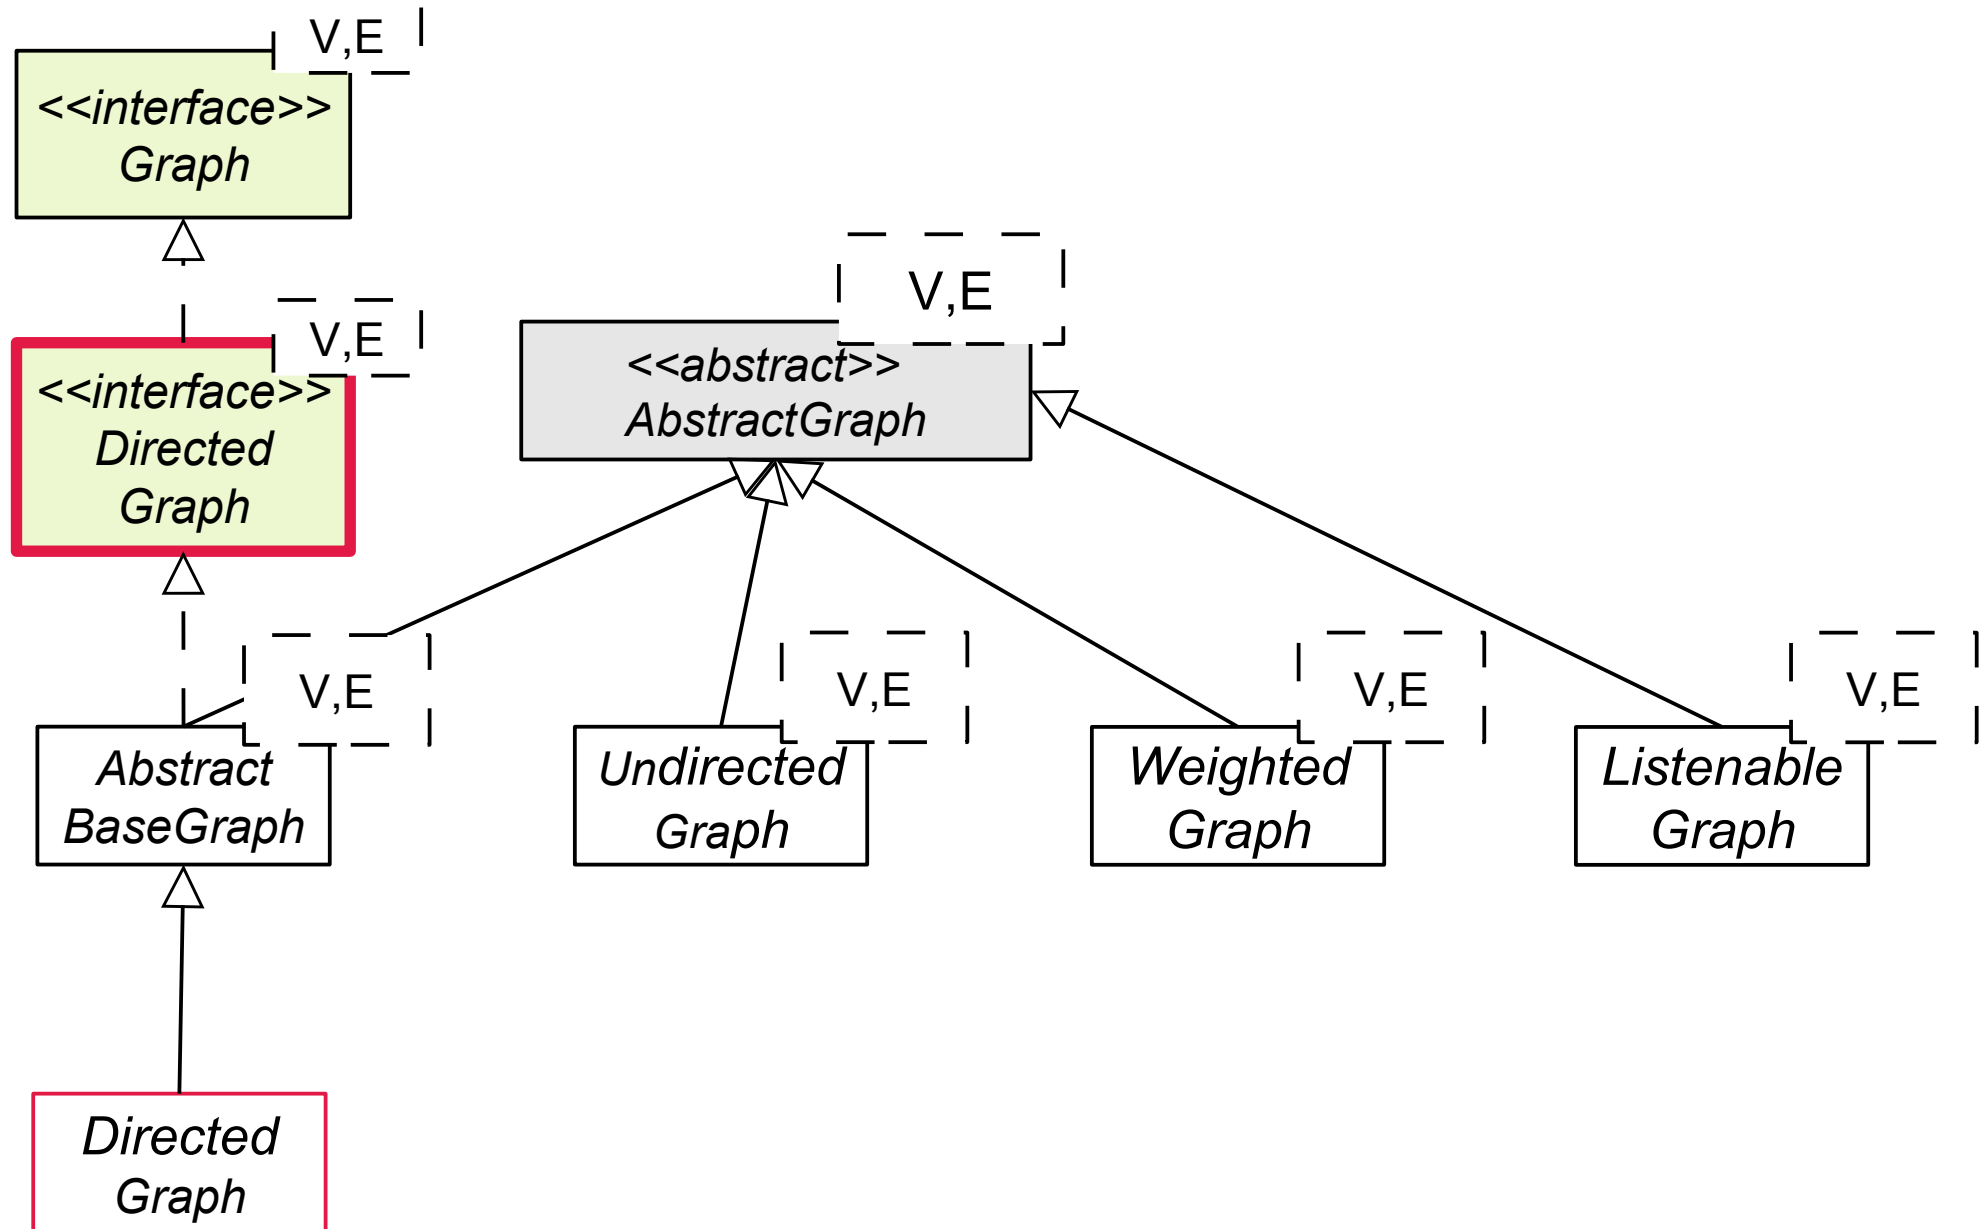 V,E
<<interface>>
Graph
V,E
<<interface>>
Directed
Graph
V,E
<<abstract>>
AbstractGraph
V,E
Abstract
BaseGraph
V,E
Undirected
Graph
V,E
Weighted
Graph
V,E
Listenable
Graph
Directed
Graph